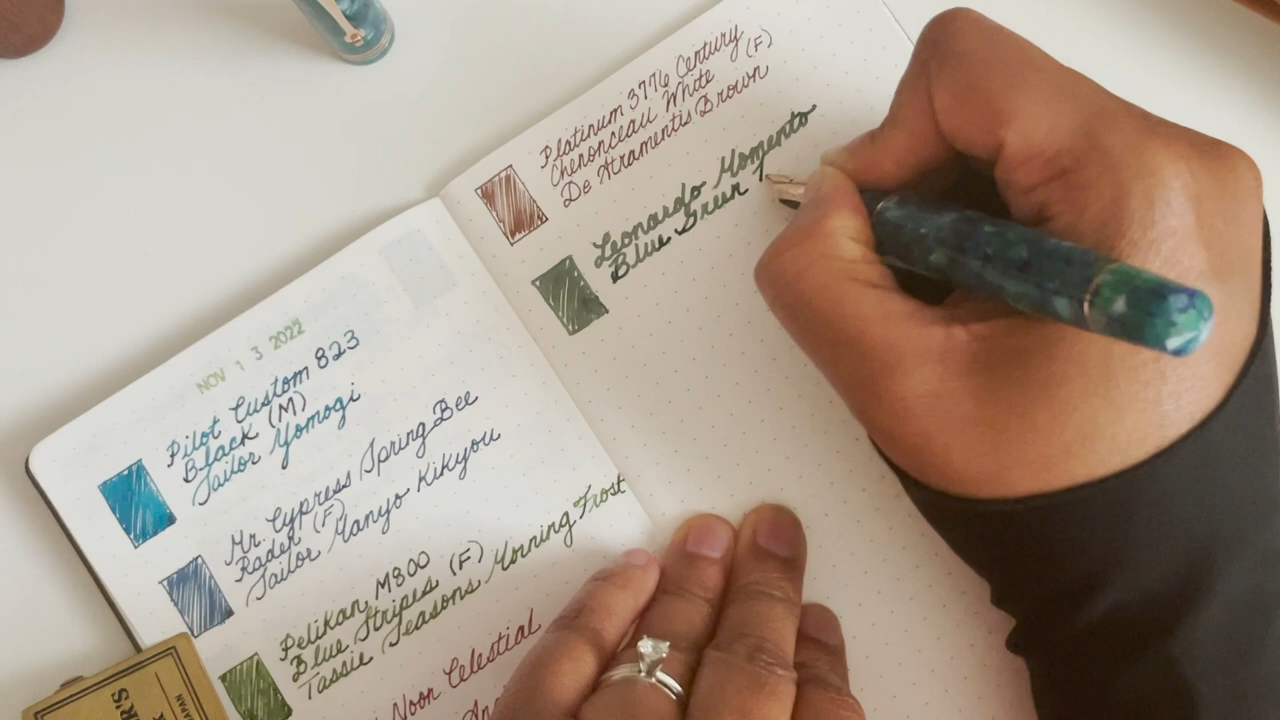 NOV 1 3 2022
Pilot Custom 823
Black (M)
Sailor Yomogi
Mr. Cypress Spring Bee
Raden (F)
Sailor Manyo Kikyou
Pelikan M800
Blue Stripes (F)
Tassie Seasons Morning Frost
Noon Celestial
Platinum 3776 Century
Chenonceau White (F)
De Atramentis Brown
Leonardo Momento
Blue Green
R'S
JAPAN